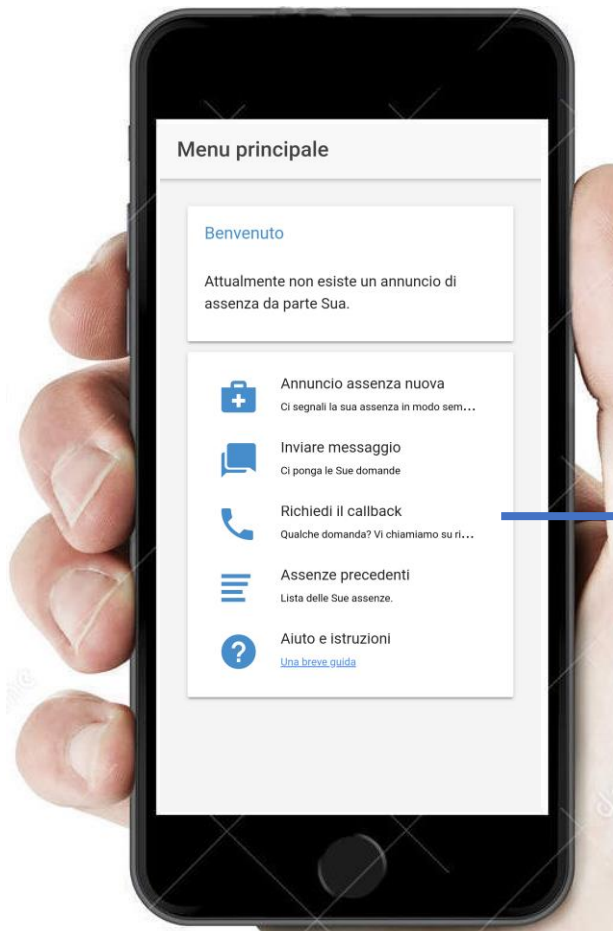 Menu principale
Benvenuto
Attualmente non esiste un annuncio di
assenza da parte Sua.
Annuncio assenza nuova
Ci segnali la sua assenza in modo sem...
Inviare messaggio
Ci ponga le Sue domande
Richiedi il callback
Qualche domanda? Vi chiamiamo su ri...
Assenze precedenti
Lista delle Sue assenze.
Aiuto e istruzioni
Una breve guida